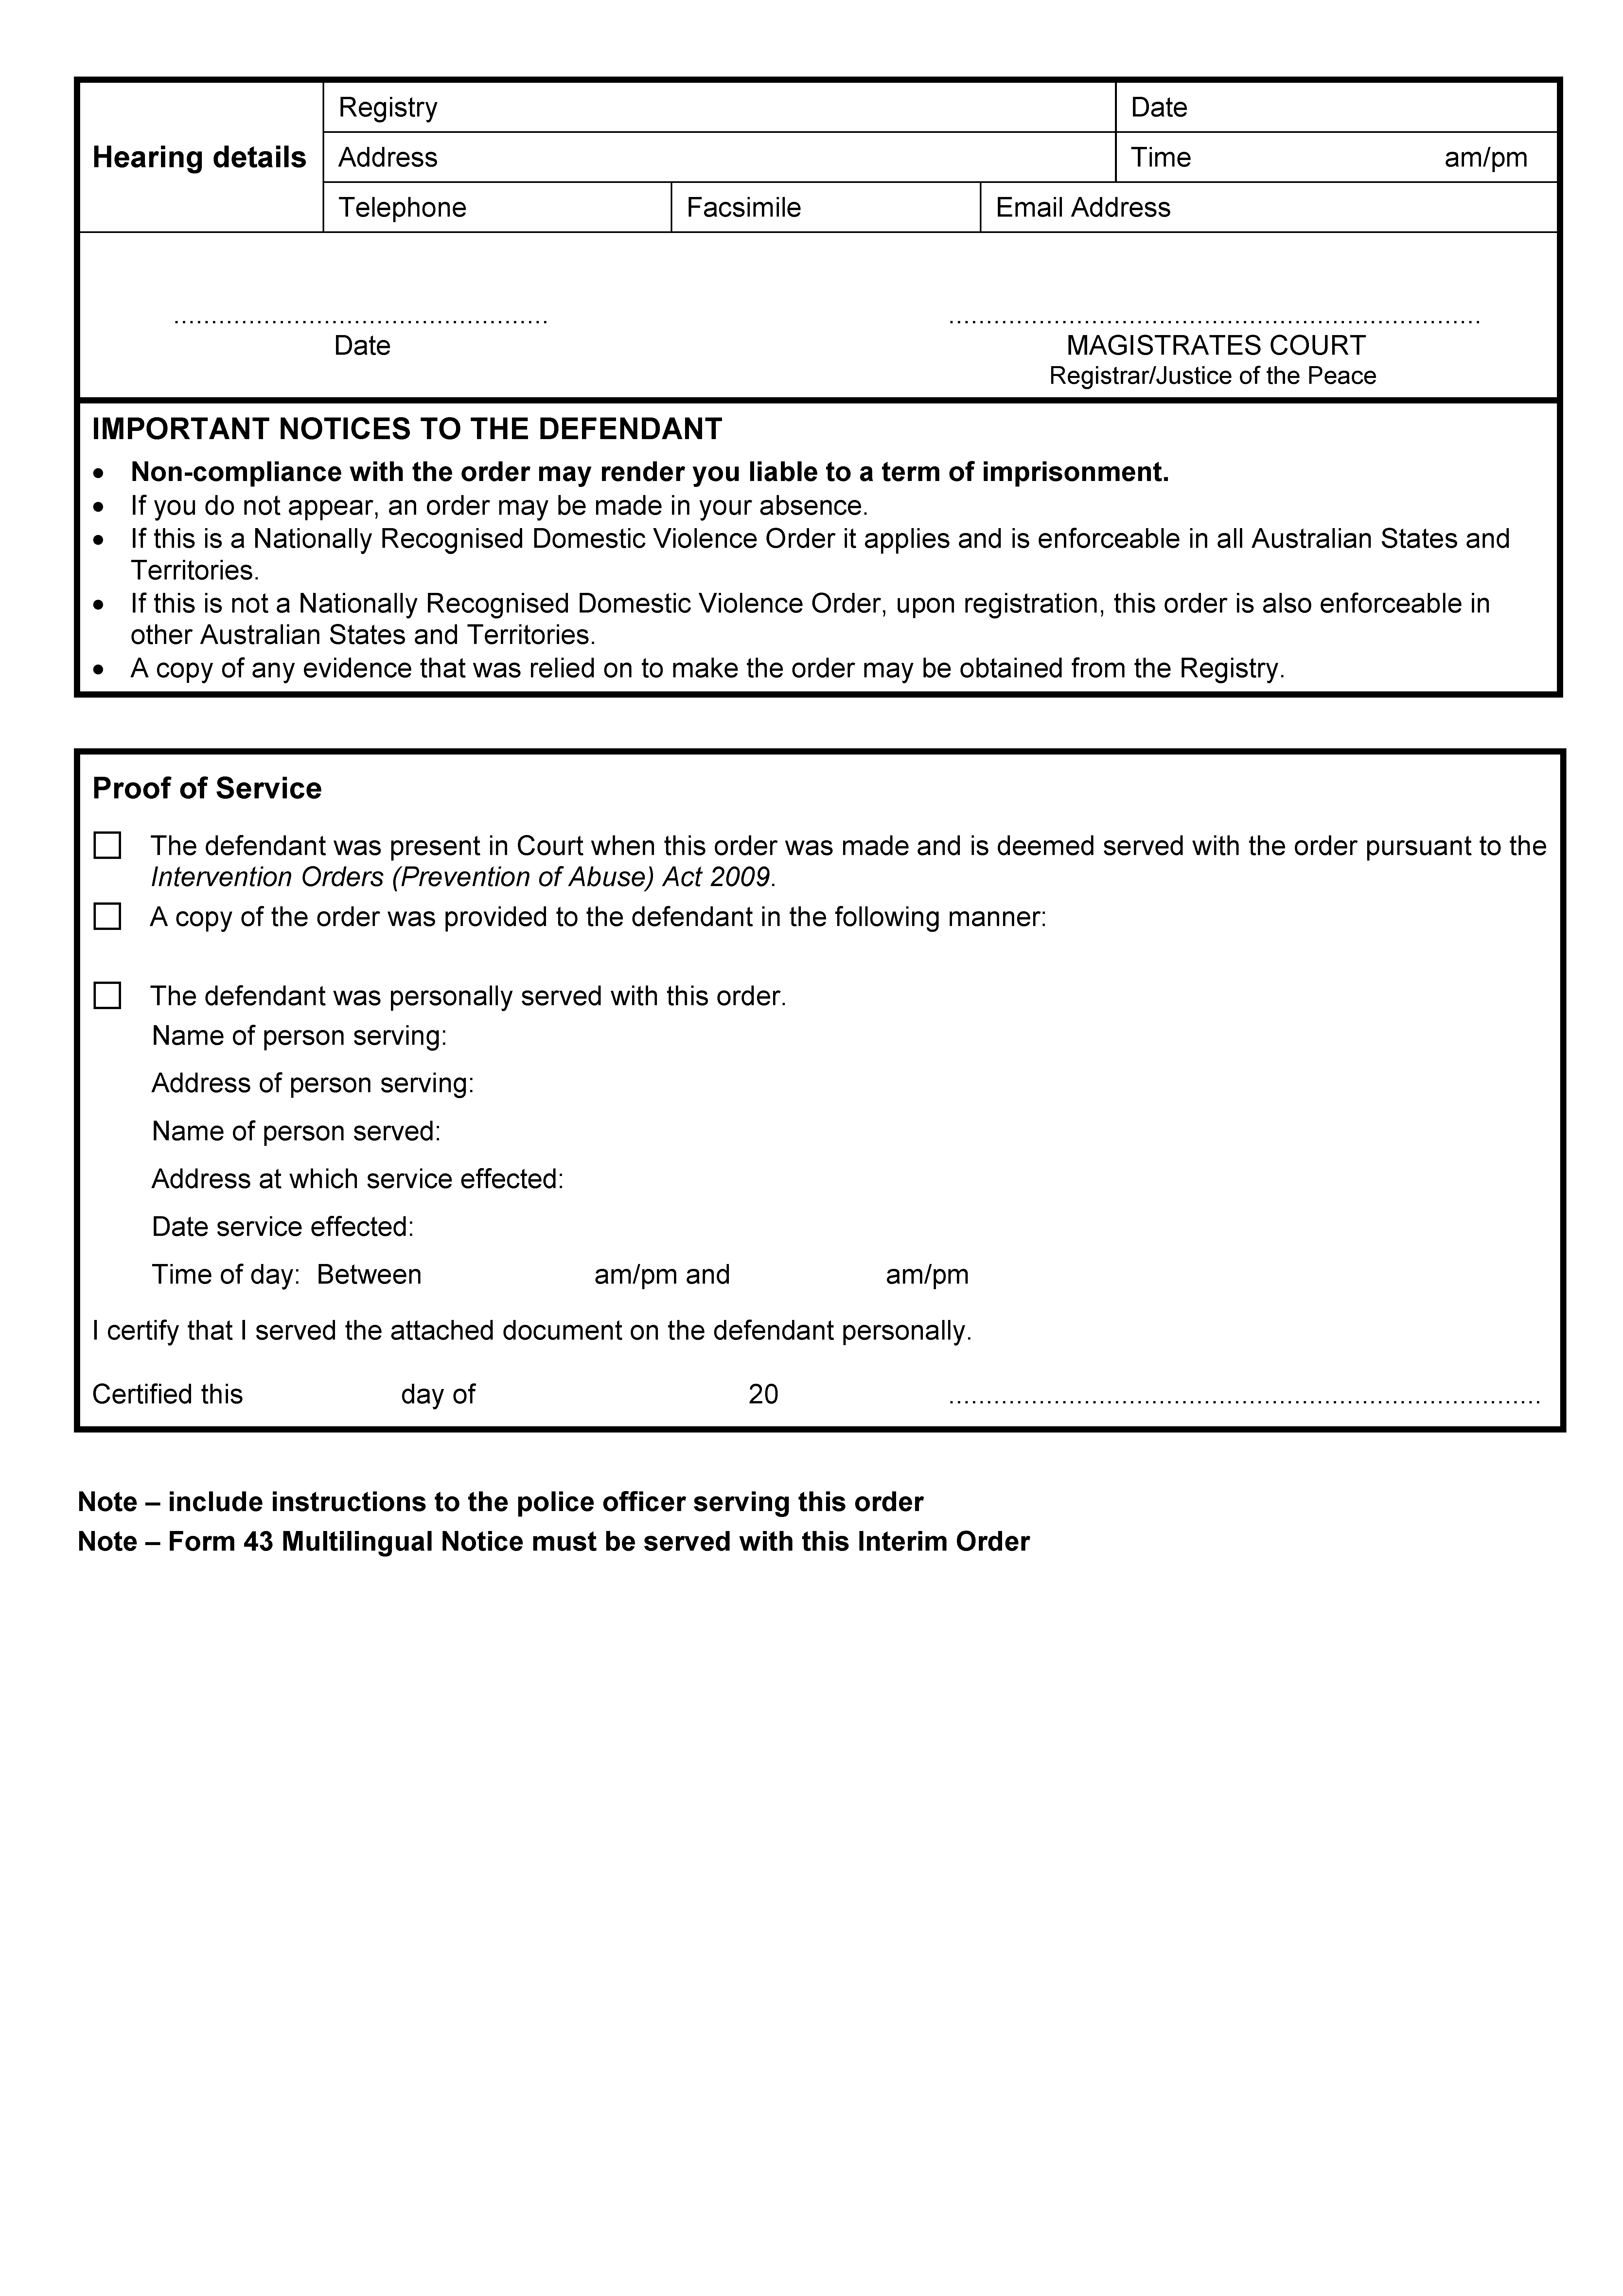 Hearing details
Registry
Date
Address
Time am/pm
Telephone
Facsimile
Email Address
................................................
Date
................................................................
MAGISTRATES COURT
Registrar/Justice of the Peace
IMPORTANT NOTICES TO THE DEFENDANT
• Non-compliance with the order may render you liable to a term of imprisonment.
• If you do not appear, an order may be made in your absence.
• If this is a Nationally Recognised Domestic Violence Order it applies and is enforceable in all Australian States and
Territories.
• If this is not a Nationally Recognised Domestic Violence Order, upon registration, this order is also enforceable in
other Australian States and Territories.
• A copy of any evidence that was relied on to make the order may be obtained from the Registry.
Proof of Service
☐ The defendant was present in Court when this order was made and is deemed served with the order pursuant to the
Intervention Orders (Prevention of Abuse) Act 2009.
☐ A copy of the order was provided to the defendant in the following manner:
☐ The defendant was personally served with this order.
Name of person serving:
Address of person serving:
Name of person served:
Address at which service effected:
Date service effected:
Time of day: Between am/pm and am/pm
I certify that I served the attached document on the defendant personally.
Certified this day of 20 ................................................................
Note – include instructions to the police officer serving this order
Note – Form 43 Multilingual Notice must be served with this Interim Order